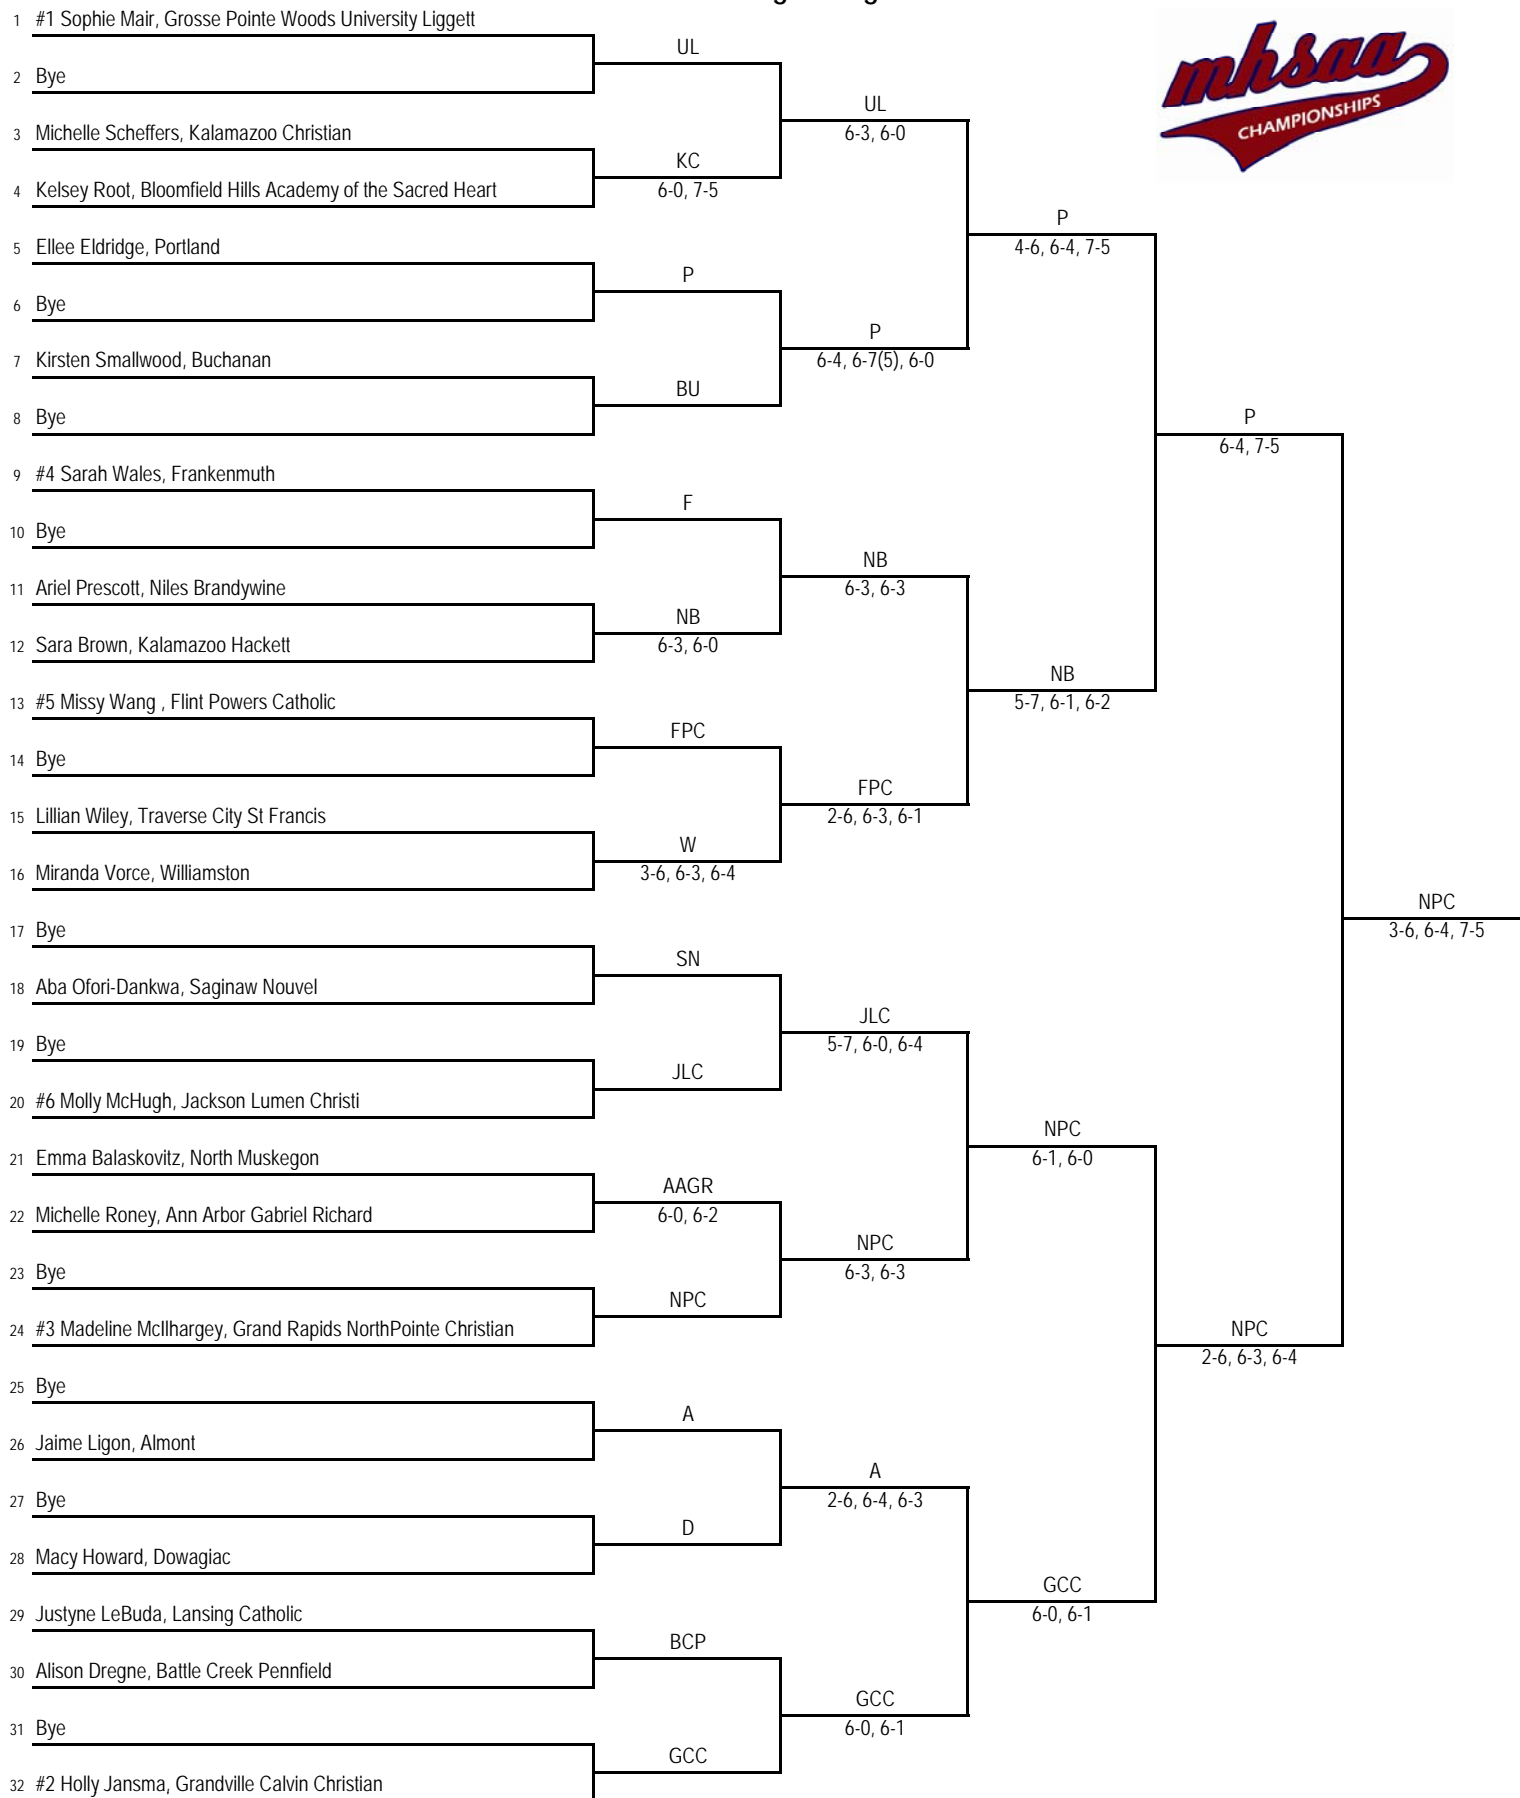 mhsaa
CHAMPIONSHIPS
1 #1 Sophie Mair, Grosse Pointe Woods University Liggett
UL
2 Bye
UL
6-3, 6-0
3 Michelle Scheffers, Kalamazoo Christian
KC
6-0, 7-5
4 Kelsey Root, Bloomfield Hills Academy of the Sacred Heart
P
4-6, 6-4, 7-5
5 Ellee Eldridge, Portland
P
6 Bye
P
6-4, 6-7(5), 6-0
7 Kirsten Smallwood, Buchanan
BU
8 Bye
P
6-4, 7-5
9 #4 Sarah Wales, Frankenmuth
F
10 Bye
NB
6-3, 6-3
11 Ariel Prescott, Niles Brandywine
NB
6-3, 6-0
12 Sara Brown, Kalamazoo Hackett
NB
5-7, 6-1, 6-2
13 #5 Missy Wang , Flint Powers Catholic
FPC
14 Bye
FPC
2-6, 6-3, 6-1
15 Lillian Wiley, Traverse City St Francis
W
3-6, 6-3, 6-4
16 Miranda Vorce, Williamston
NPC
3-6, 6-4, 7-5
17 Bye
SN
18 Aba Ofori-Dankwa, Saginaw Nouvel
JLC
5-7, 6-0, 6-4
19 Bye
JLC
20 #6 Molly McHugh, Jackson Lumen Christi
NPC
6-1, 6-0
21 Emma Balaskovitz, North Muskegon
AAGR
6-0, 6-2
22 Michelle Roney, Ann Arbor Gabriel Richard
NPC
6-3, 6-3
23 Bye
NPC
24 #3 Madeline McIlhargey, Grand Rapids NorthPointe Christian
NPC
2-6, 6-3, 6-4
25 Bye
A
26 Jaime Ligon, Almont
A
2-6, 6-4, 6-3
27 Bye
D
28 Macy Howard, Dowagiac
GCC
6-0, 6-1
29 Justyne LeBuda, Lansing Catholic
BCP
30 Alison Dregne, Battle Creek Pennfield
GCC
6-0, 6-1
31 Bye
GCC
32 #2 Holly Jansma, Grandville Calvin Christian